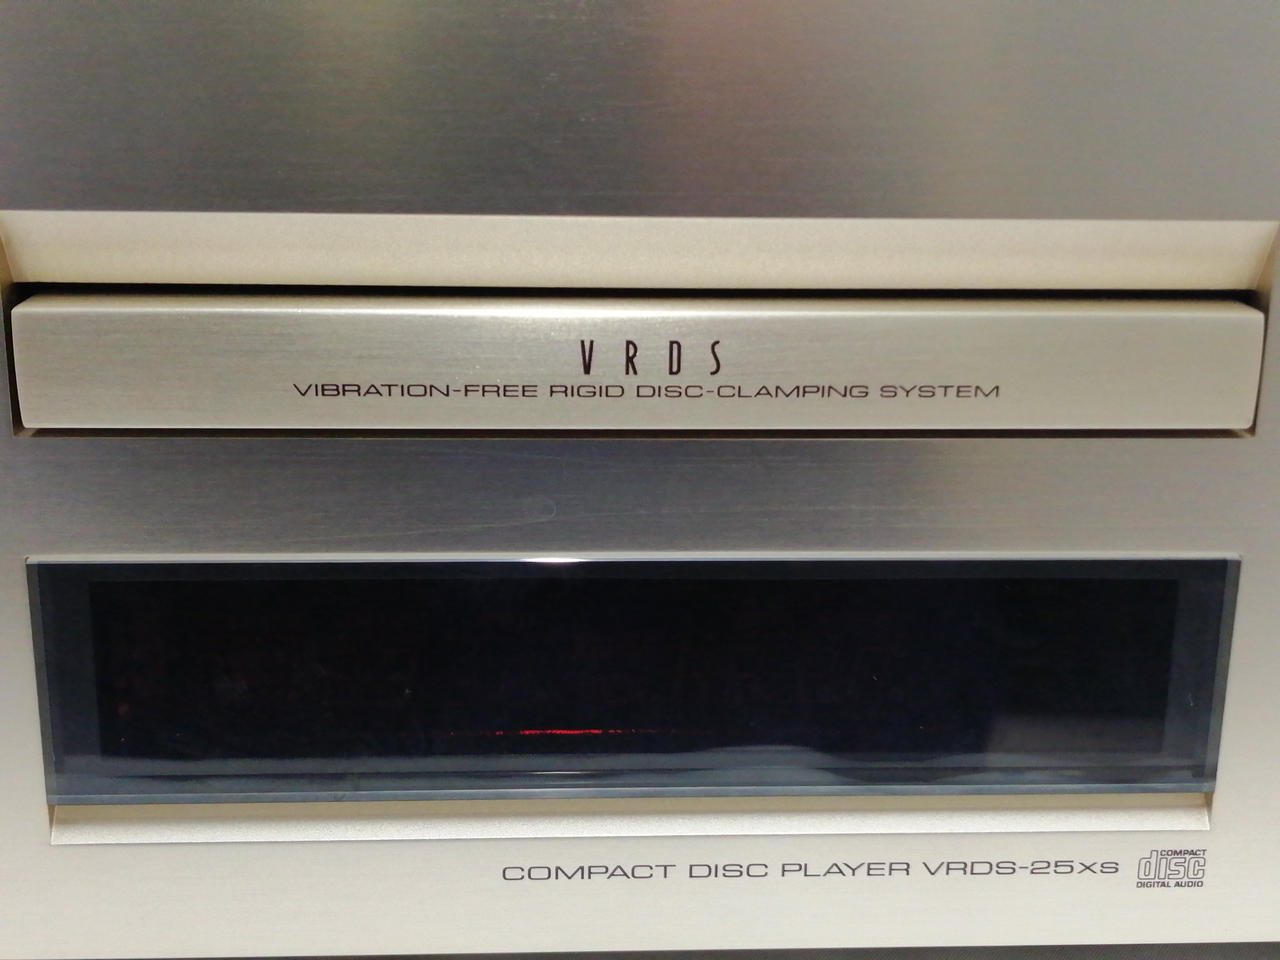 VRDS
VIBRATION-FREE RIGID DISC-CLAMPING SYSTEM
COMPACT DISC PLAYER VRDS-25xs
COMPACT
disc
DIGITAL AUDIO